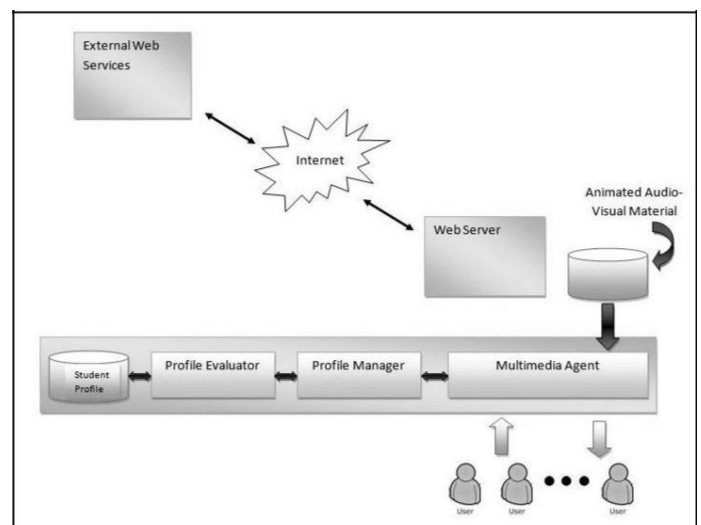 External Web
Services
Internet
Animated Audio-
Visual Material
Web Server
Student
Profile
Profile Evaluator
Profile Manager
Multimedia Agent
User
User
User